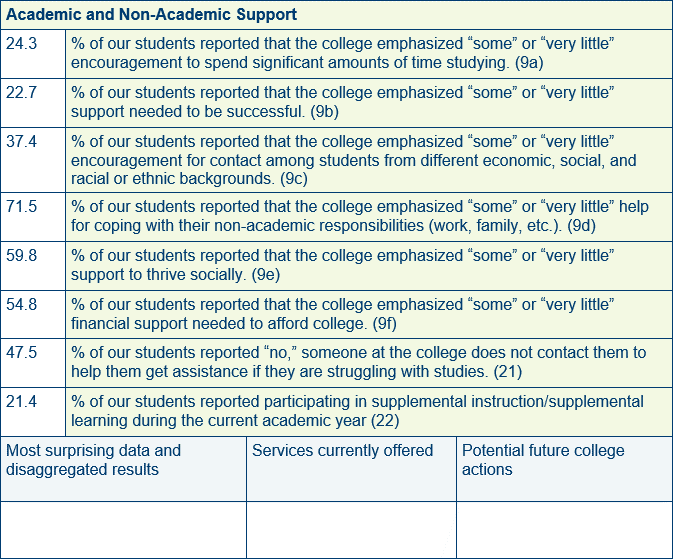 Academic and Non-Academic Support
24.3 % of our students reported that the college emphasized “some” or “very little”
encouragement to spend significant amounts of time studying. (9a)
22.7 % of our students reported that the college emphasized “some” or “very little”
support needed to be successful. (9b)
37.4 % of our students reported that the college emphasized “some” or “very little”
encouragement for contact among students from different economic, social, and
racial or ethnic backgrounds. (9c)
71.5 % of our students reported that the college emphasized “some” or “very little” help
for coping with their non-academic responsibilities (work, family, etc.). (9d)
59.8 % of our students reported that the college emphasized “some” or “very little”
support to thrive socially. (9e)
54.8 % of our students reported that the college emphasized “some” or “very little”
financial support needed to afford college. (9f)
47.5 % of our students reported “no,” someone at the college does not contact them to
help them get assistance if they are struggling with studies. (21)
21.4 % of our students reported participating in supplemental instruction/supplemental
learning during the current academic year (22)
Most surprising data and
disaggregated results
Services currently offered
Potential future college
actions